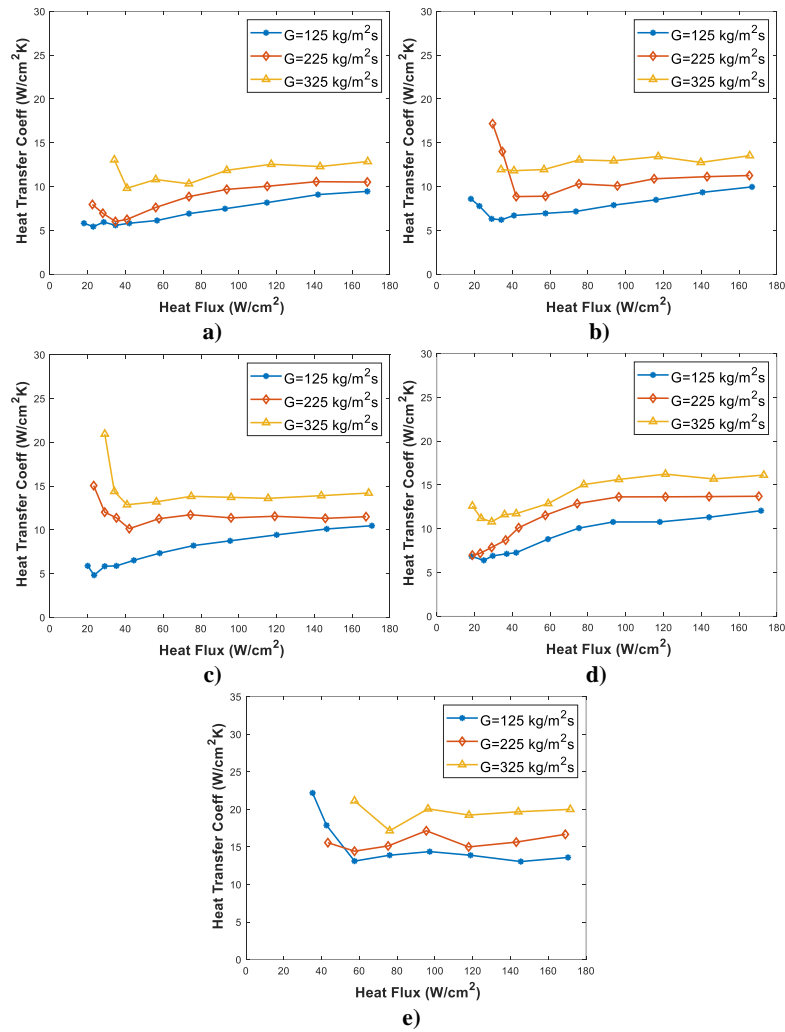 30
25
20
15
10
5
0
0 20 40 60 80 100 120 140 160 180
Heat Transfer Coeff (W/cm²K)
Heat Flux (W/cm²)
G=125 kg/m²s
G=225 kg/m²s
G=325 kg/m²s
a)
30
25
20
15
10
5
0
0 20 40 60 80 100 120 140 160 180
Heat Transfer Coeff (W/cm²K)
Heat Flux (W/cm²)
G=125 kg/m²s
G=225 kg/m²s
G=325 kg/m²s
b)
30
25
20
15
10
5
0
0 20 40 60 80 100 120 140 160 180
Heat Transfer Coeff (W/cm²K)
Heat Flux (W/cm²)
G=125 kg/m²s
G=225 kg/m²s
G=325 kg/m²s
c)
30
25
20
15
10
5
0
0 20 40 60 80 100 120 140 160 180
Heat Transfer Coeff (W/cm²K)
Heat Flux (W/cm²)
G=125 kg/m²s
G=225 kg/m²s
G=325 kg/m²s
d)
35
30
25
20
15
10
5
0
0 20 40 60 80 100 120 140 160 180
Heat Transfer Coeff (W/cm²K)
Heat Flux (W/cm²)
G=125 kg/m²s
G=225 kg/m²s
G=325 kg/m²s
e)